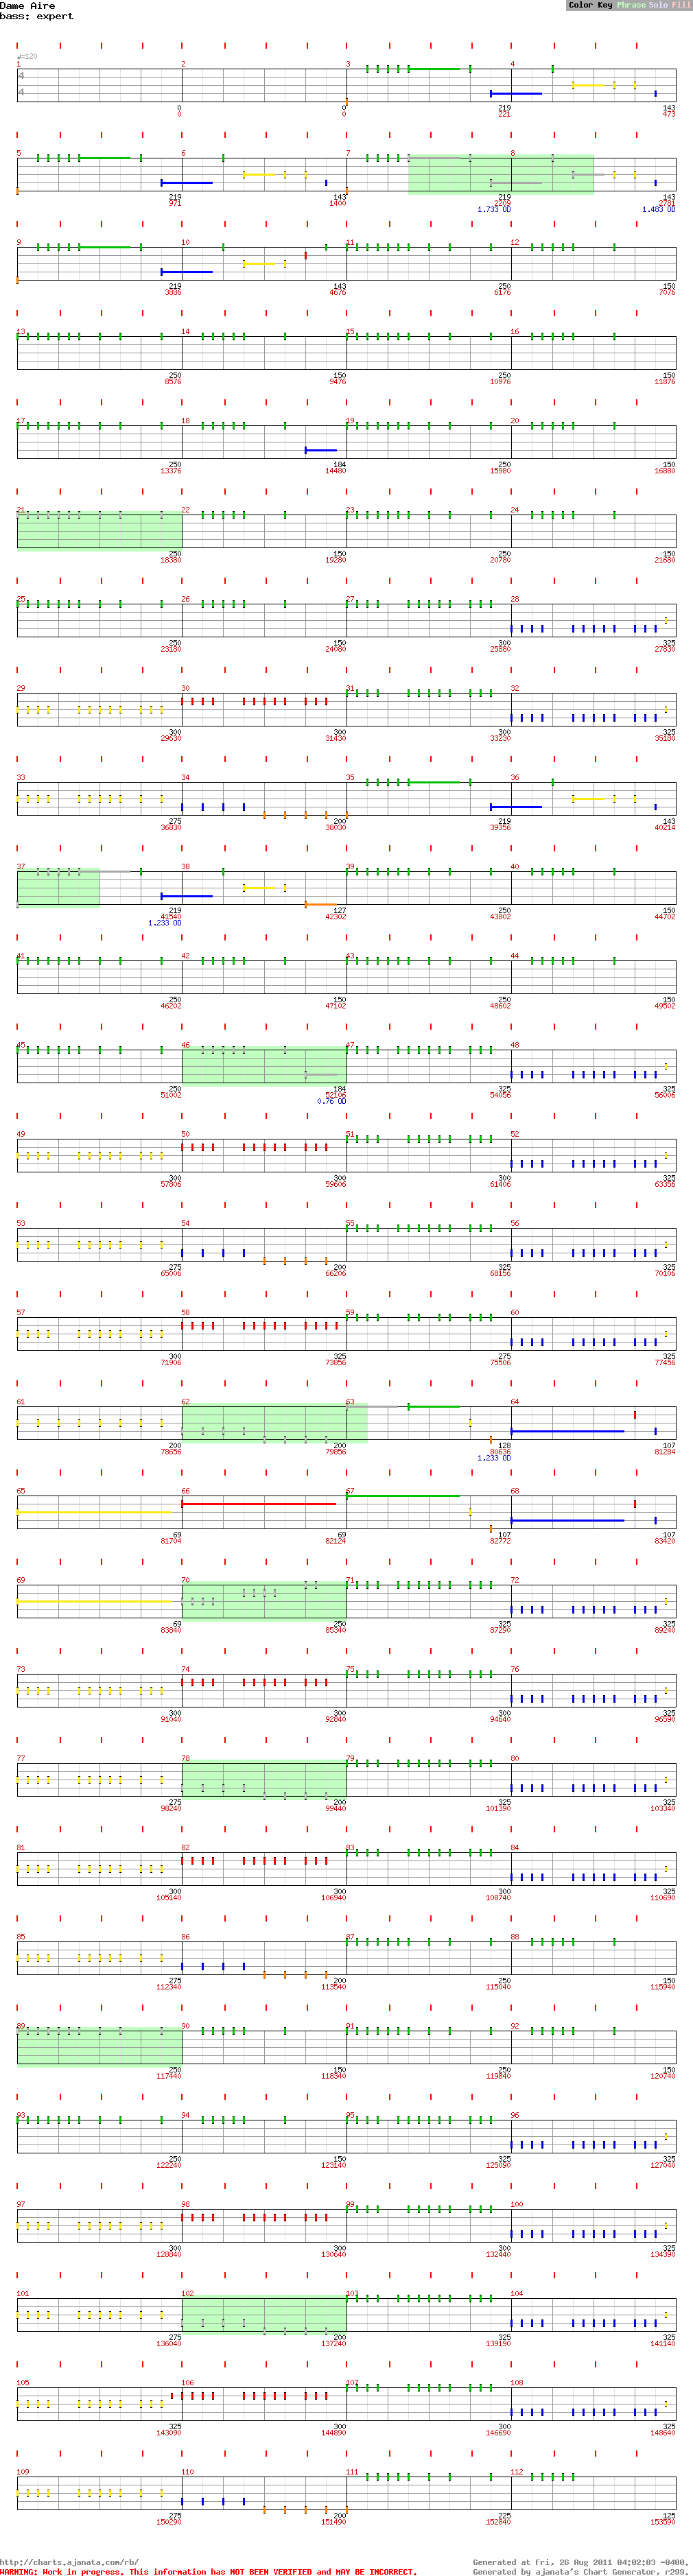 Dame Aire Color Key Phrase Solo Fill
bass: expert
♩=120
1 2 3 4
4
4
0 0 219 143
0 0 221 473
5 6 7 8
219 143 219 143
971 1400 2209 2781
1.733 OD 1.483 OD
9 10 11 12
219 143 250 150
3886 4676 6176 7076
13 14 15 16
250 150 250 150
8576 9476 10976 11876
17 18 19 20
250 184 250 150
13376 14480 15980 16880
21 22 23 24
250 150 250 150
18380 19280 20780 21680
25 26 27 28
250 150 300 325
23180 24080 25880 27830
29 30 31 32
300 300 300 325
29630 31430 33230 35180
33 34 35 36
275 200 219 143
36830 38030 39356 40214
37 38 39 40
219 127 250 150
41540 42302 43802 44702
1.233 OD
41 42 43 44
250 150 250 150
46202 47102 48602 49502
45 46 47 48
250 184 325 325
51002 52106 54056 56006
0.76 OD
49 50 51 52
300 300 300 325
57806 59606 61406 63356
53 54 55 56
275 200 325 325
65006 66206 68156 70106
57 58 59 60
300 325 275 325
71906 73856 75506 77456
61 62 63 64
200 200 128 107
78656 79856 80636 81284
1.233 OD
65 66 67 68
69 69 107 107
81704 82124 82772 83420
69 70 71 72
69 250 325 325
83840 85340 87290 89240
73 74 75 76
300 300 300 325
91040 92840 94640 96590
77 78 79 80
275 200 325 325
98240 99440 101390 103340
81 82 83 84
300 300 300 325
105140 106940 108740 110690
85 86 87 88
275 200 250 150
112340 113540 115040 115940
89 90 91 92
250 150 250 150
117440 118340 119840 120740
93 94 95 96
250 150 325 325
122240 123140 125090 127040
97 98 99 100
300 300 300 325
128840 130640 132440 134390
101 102 103 104
275 200 325 325
136040 137240 139190 141140
105 106 107 108
325 300 300 325
143090 144890 146690 148640
109 110 111 112
275 200 225 125
150290 151490 152840 153590
http://charts.ajanata.com/rb/ Generated at Fri, 26 Aug 2011 04:02:03 -0400.
WARNING: Work in progress. This information has NOT BEEN VERIFIED and MAY BE INCORRECT. Generated by ajanata's Chart Generator, r299.